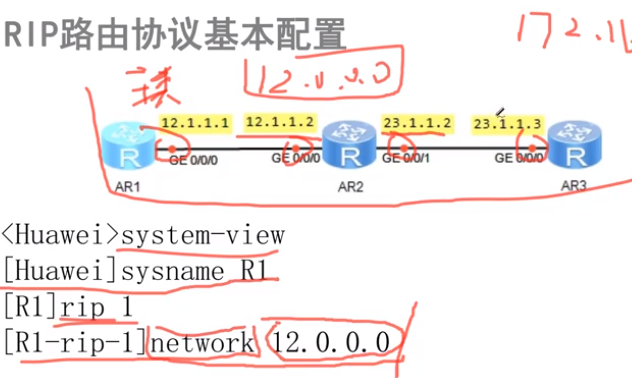 RIP路由协议基本配置
172.16
12.0.0.0
12.1.1.1 12.1.1.2 23.1.1.2 23.1.1.3
R R R
GE 0/0/0 GE 0/0/0 GE 0/0/1 GE 0/0/0
AR1 AR2 AR3
<Huawei>system-view
[Huawei]sysname R1
[R1]rip 1
[R1-rip-1]network 12.0.0.0